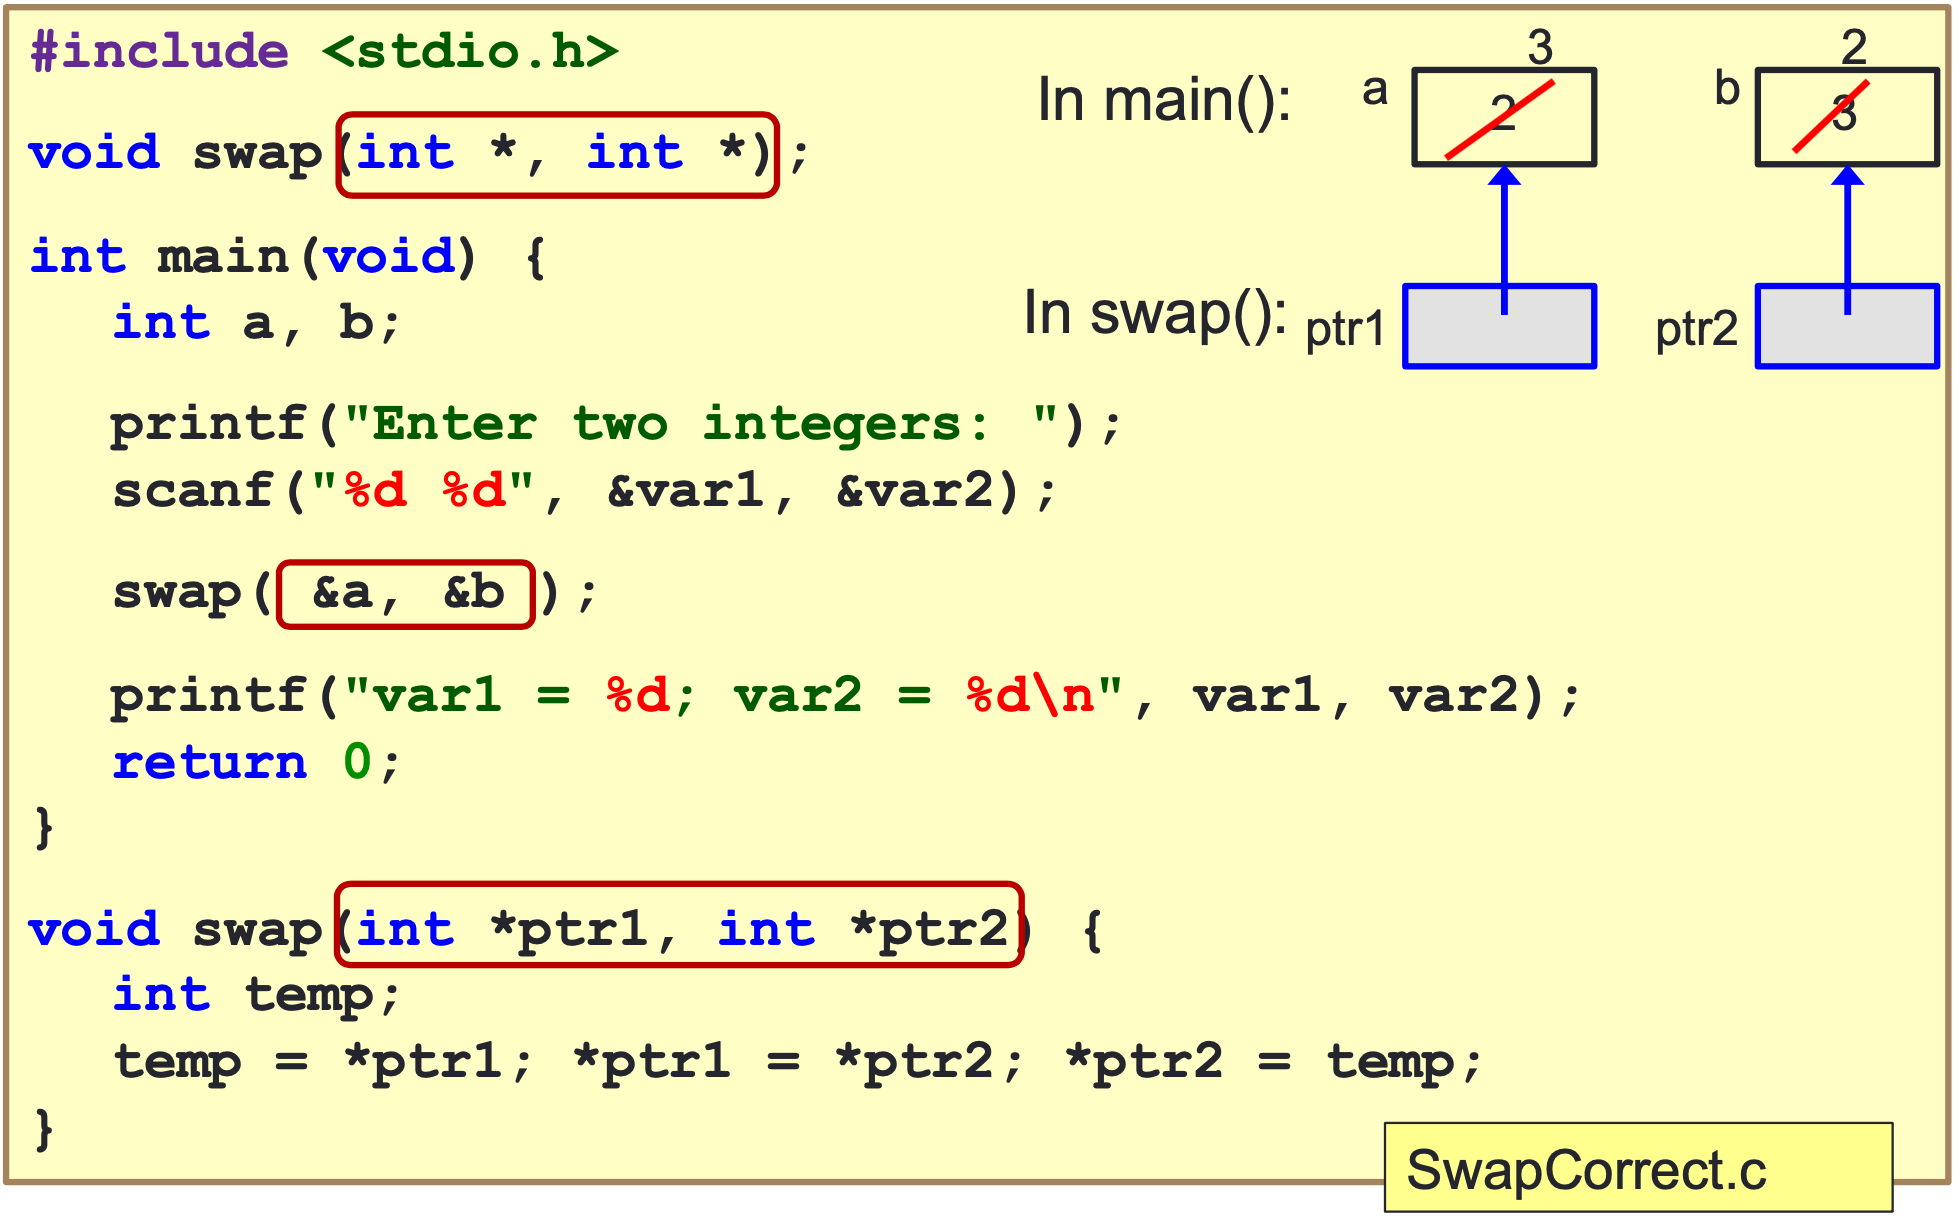 #include <stdio.h>
void swap(int *, int *);
int main(void) {
int a, b;
printf("Enter two integers: ");
scanf("%d %d", &var1, &var2);
swap( &a, &b );
printf("var1 = %d; var2 = %d\n", var1, var2);
return 0;
}
void swap(int *ptr1, int *ptr2) {
int temp;
temp = *ptr1; *ptr1 = *ptr2; *ptr2 = temp;
}
3 2
In main(): a 2 b 3
In swap(): ptr1 ptr2
SwapCorrect.c